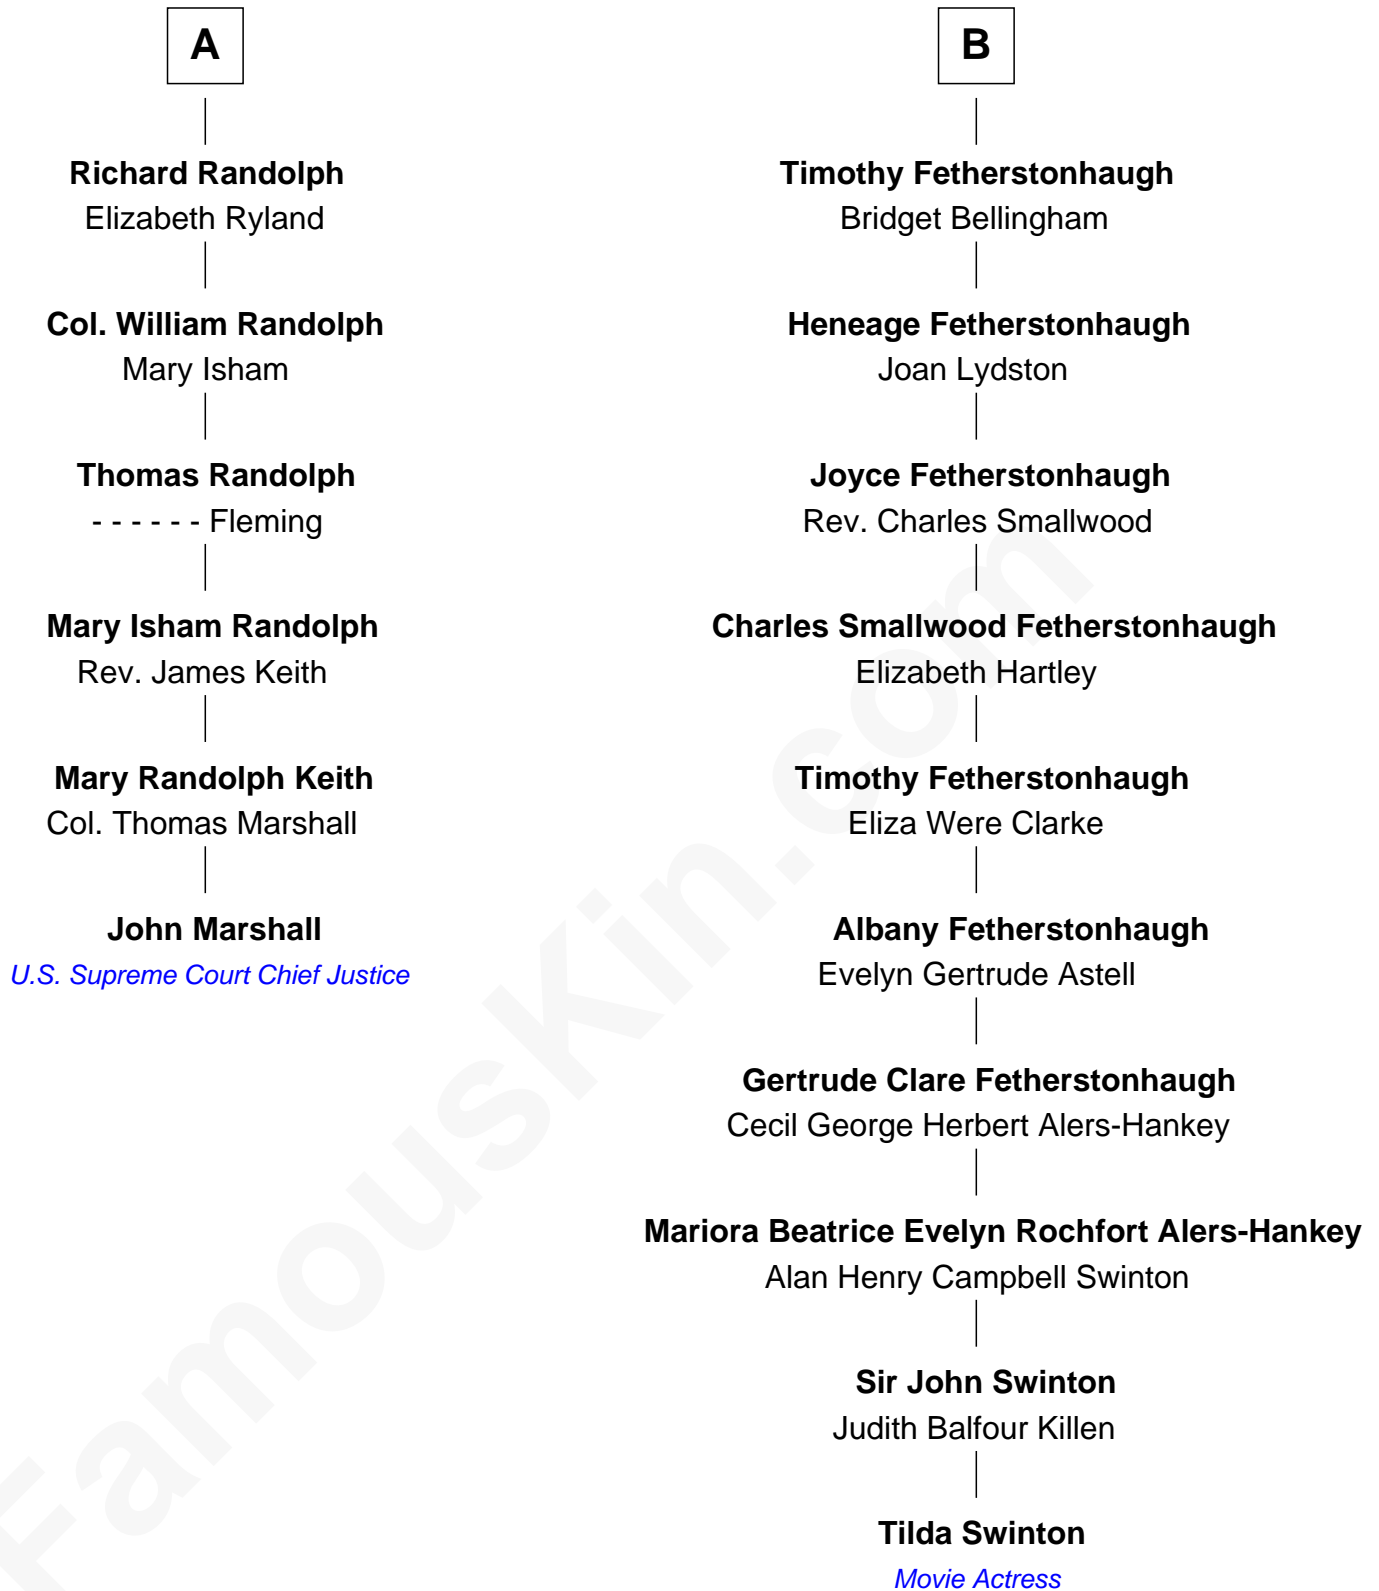 A
Richard Randolph
Elizabeth Ryland
Col. William Randolph
Mary Isham
Thomas Randolph
- - - - - - Fleming
Mary Isham Randolph
Rev. James Keith
Mary Randolph Keith
Col. Thomas Marshall
John Marshall
U.S. Supreme Court Chief Justice
B
Timothy Fetherstonhaugh
Bridget Bellingham
Heneage Fetherstonhaugh
Joan Lydston
Joyce Fetherstonhaugh
Rev. Charles Smallwood
Charles Smallwood Fetherstonhaugh
Elizabeth Hartley
Timothy Fetherstonhaugh
Eliza Were Clarke
Albany Fetherstonhaugh
Evelyn Gertrude Astell
Gertrude Clare Fetherstonhaugh
Cecil George Herbert Alers-Hankey
Mariora Beatrice Evelyn Rochfort Alers-Hankey
Alan Henry Campbell Swinton
Sir John Swinton
Judith Balfour Killen
Tilda Swinton
Movie Actress
FamousKin.com